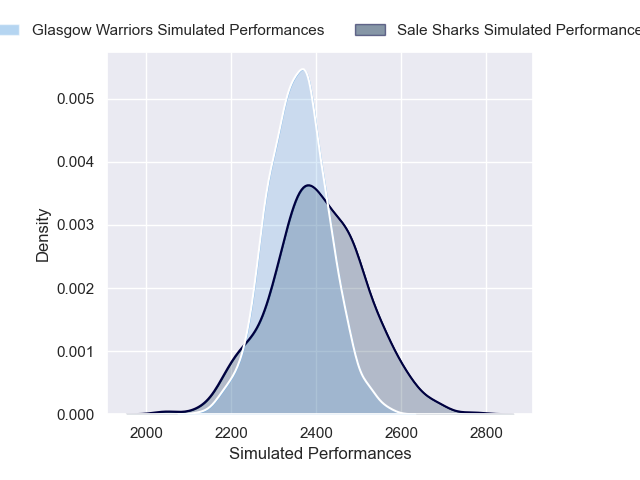 Glasgow Warriors Simulated Performances
Sale Sharks Simulated Performance
0.005
0.004
0.003
0.002
0.001
0.000
Density
2000 2200 2400 2600 2800
Simulated Performances